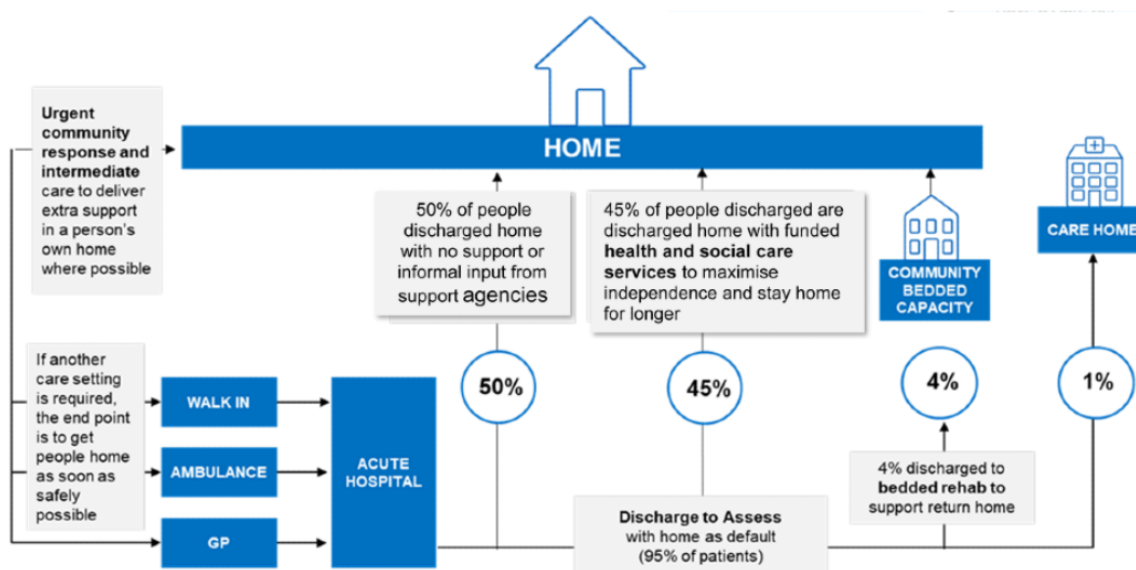 Urgent
community
response and
intermediate
care to deliver
extra support
in a person's
own home
where possible
HOME
50% of people
discharged home
with no support or
informal input from
support agencies
45% of people discharged are
discharged home with funded
health and social care
services to maximise
independence and stay home
for longer
COMMUNITY
BEDDED
CAPACITY
CARE HOME
If another
care setting
is required,
the end point
is to get
people home
as soon as
safely
possible
WALK IN
AMBULANCE
GP
ACUTE
HOSPITAL
50%
45%
4%
1%
Discharge to Assess
with home as default
(95% of patients)
4% discharged to
bedded rehab to
support return home